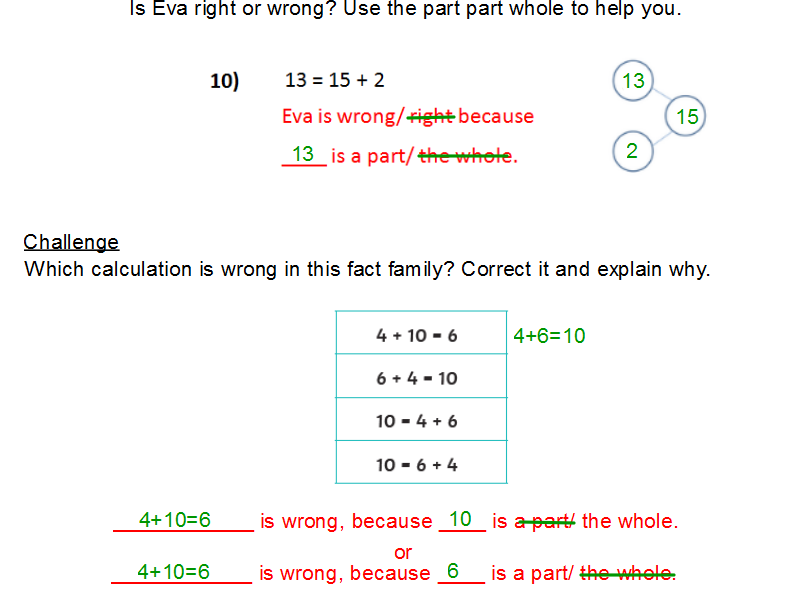 Is Eva right or wrong? Use the part part whole to help you.
10) 13 = 15 + 2
13
Eva is wrong/ right because
15
13 is a part/ the whole.
2
Challenge
Which calculation is wrong in this fact family? Correct it and explain why.
4 + 10 = 6 4+6=10
6 + 4 = 10
10 = 4 + 6
10 = 6 + 4
4+10=6 is wrong, because 10 is a part/ the whole.
or
4+10=6 is wrong, because 6 is a part/ the whole.